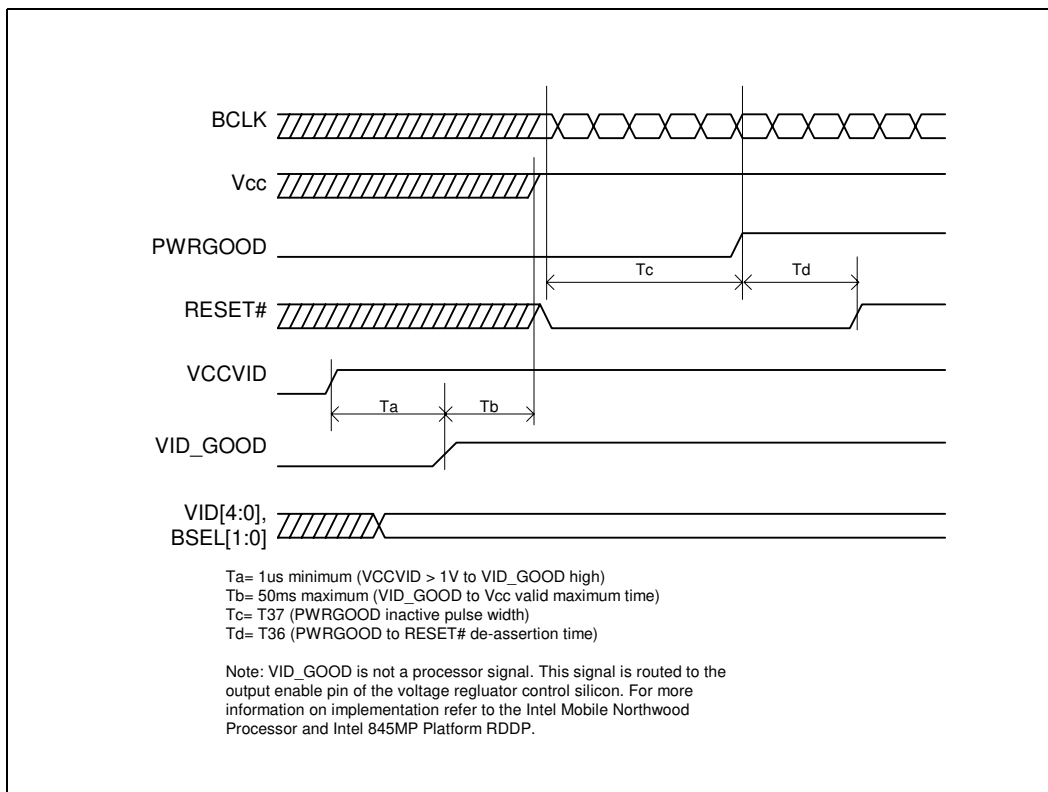 BCLK
Vcc
PWRGOOD
Tc
Td
RESET#
VCCVID
Ta
Tb
VID_GOOD
VID[4:0],
BSEL[1:0]
Ta= 1us minimum (VCCVID > 1V to VID_GOOD high)
Tb= 50ms maximum (VID_GOOD to Vcc valid maximum time)
Tc= T37 (PWRGOOD inactive pulse width)
Td= T36 (PWRGOOD to RESET# de-assertion time)
Note: VID_GOOD is not a processor signal. This signal is routed to the
output enable pin of the voltage regluator control silicon. For more
information on implementation refer to the Intel Mobile Northwood
Processor and Intel 845MP Platform RDDP.